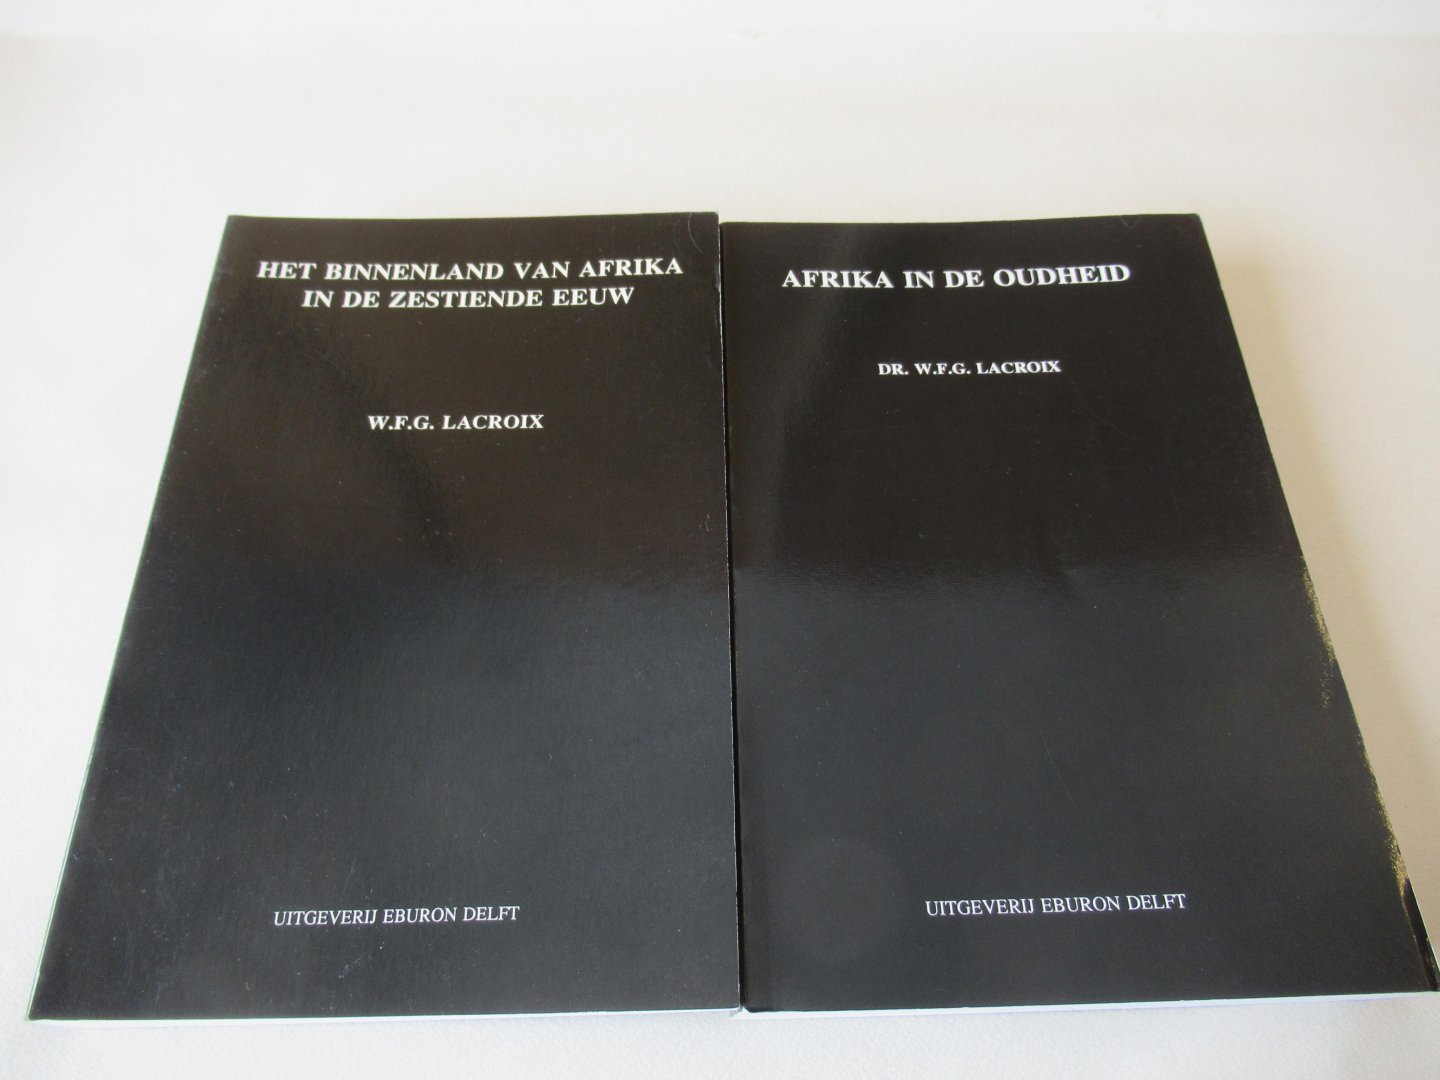 HET BINNENLAND VAN AFRIKA
IN DE ZESTIENDE EEUW
W.F.G. LACROIX
UITGEVERIJ EBURON DELFT
AFRIKA IN DE OUDHEID
DR. W.F.G. LACROIX
UITGEVERIJ EBURON DELFT